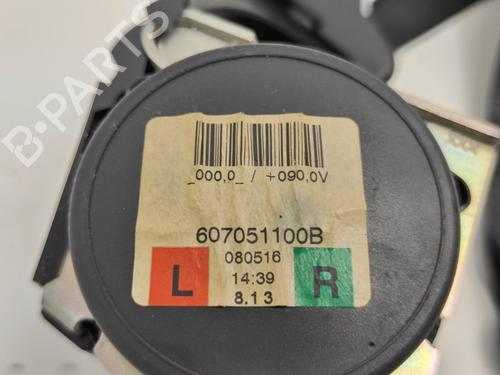 B-PARTS
_000,0_ / +090,0V
607051100B
080516
L 14:39 R
8.13